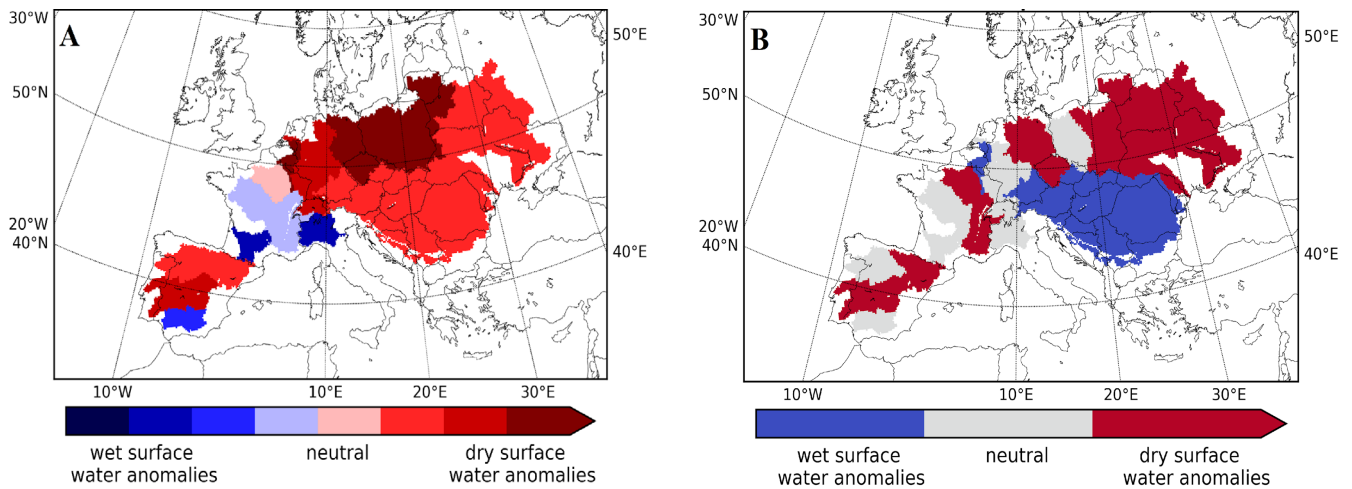 A
30°W
50°N
20°W
40°N
50°E
40°E
10°W
10°E
20°E
30°E
wet surface
water anomalies
neutral
dry surface
water anomalies
B
30°W
50°N
20°W
40°N
50°E
40°E
10°W
10°E
20°E
30°E
wet surface
water anomalies
neutral
dry surface
water anomalies